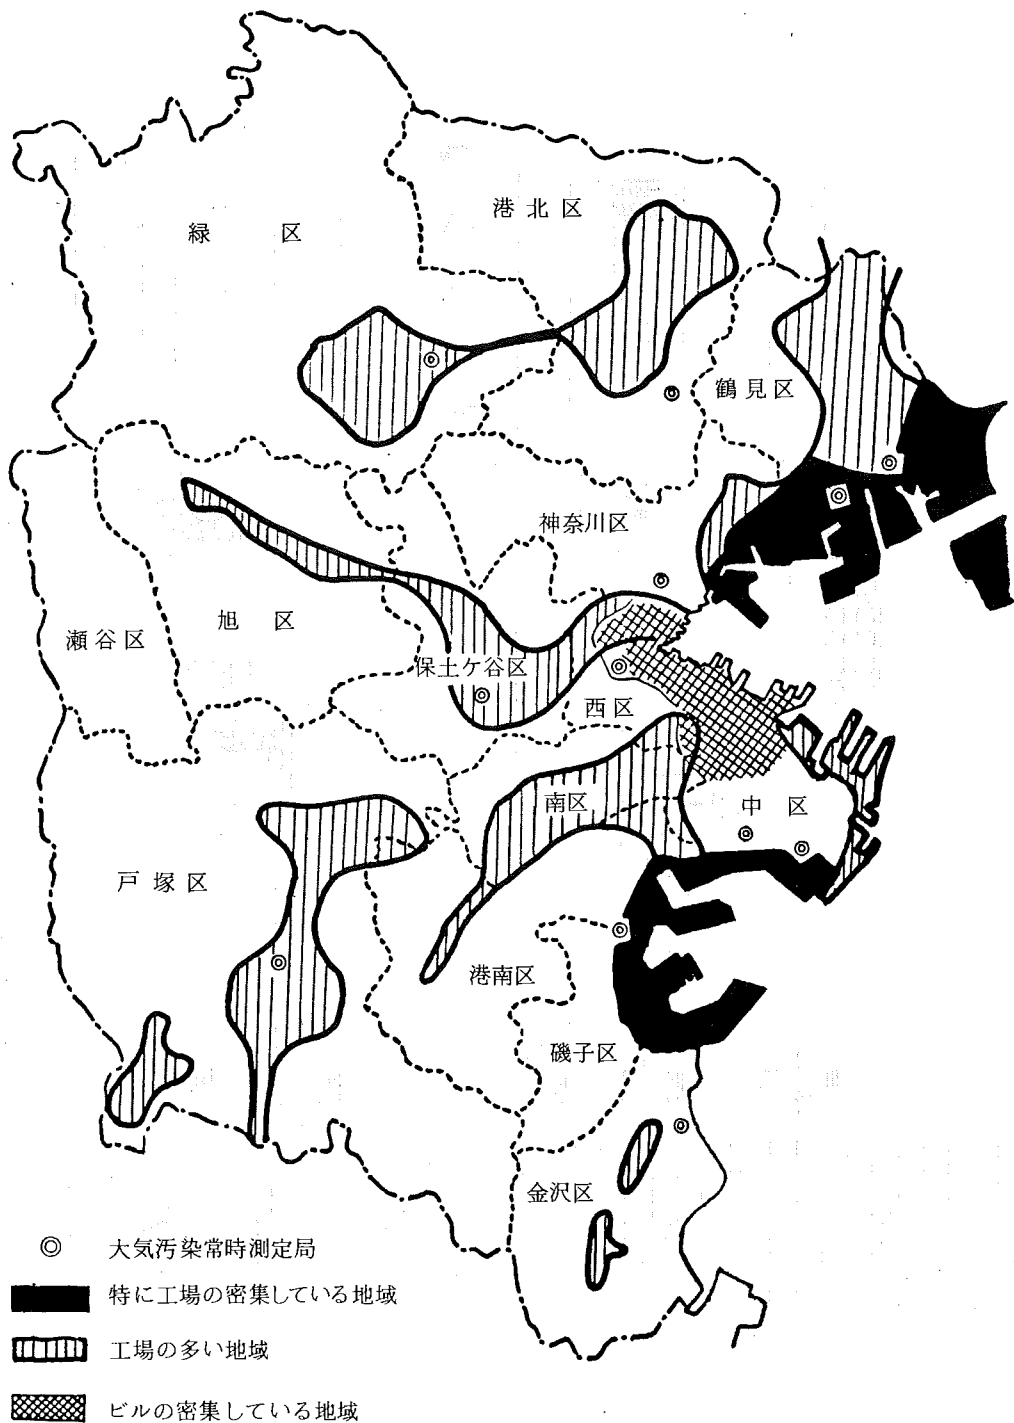 港北区
緑区
鶴見区
神奈川区
旭区
瀬谷区
保土ケ谷区
西区
南区
中区
戸塚区
港南区
磯子区
金沢区
◎ 大気汚染常時測定局
特に工場の密集している地域
工場の多い地域
ビルの密集している地域